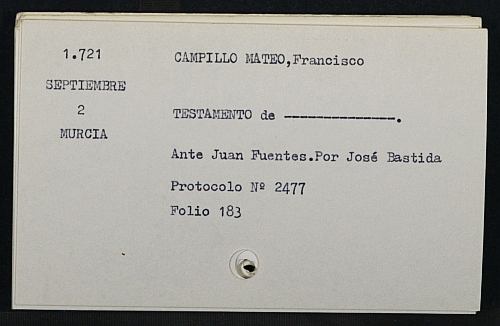 1.721
SEPTIEMBRE
2
MURCIA
CAMPILLO MATEO,Francisco
TESTAMENTO de --------------.
Ante Juan Fuentes.Por José Bastida
Protocolo Nº 2477
Folio 183